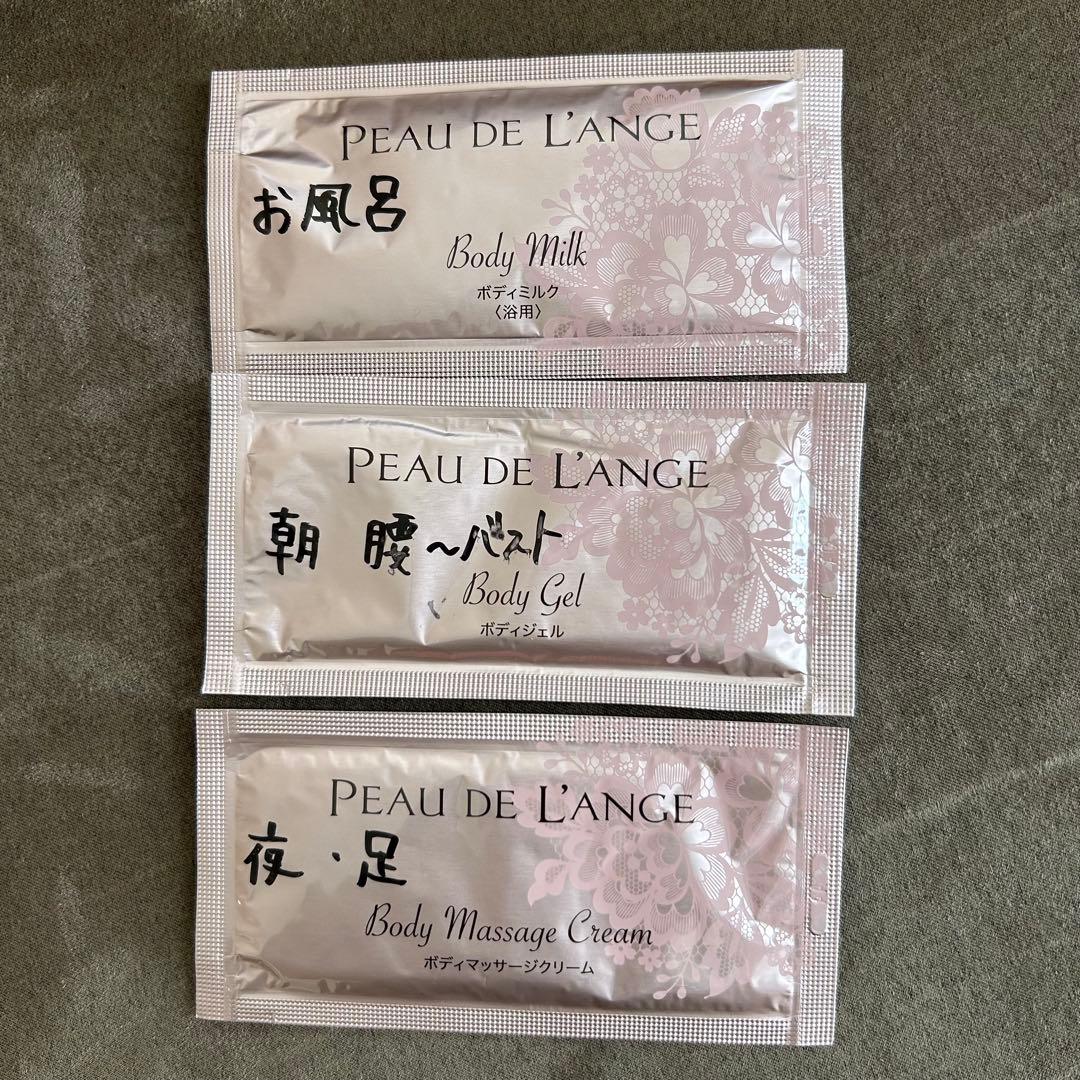 PEAU DE L'ANGE
お風呂
Body Milk
ボディミルク
〈浴用〉
PEAU DE L'ANGE
朝 腰~バスト
Body Gel
ボディジェル
PEAU DE L'ANGE
夜・足
Body Massage Cream
ボディマッサージクリーム